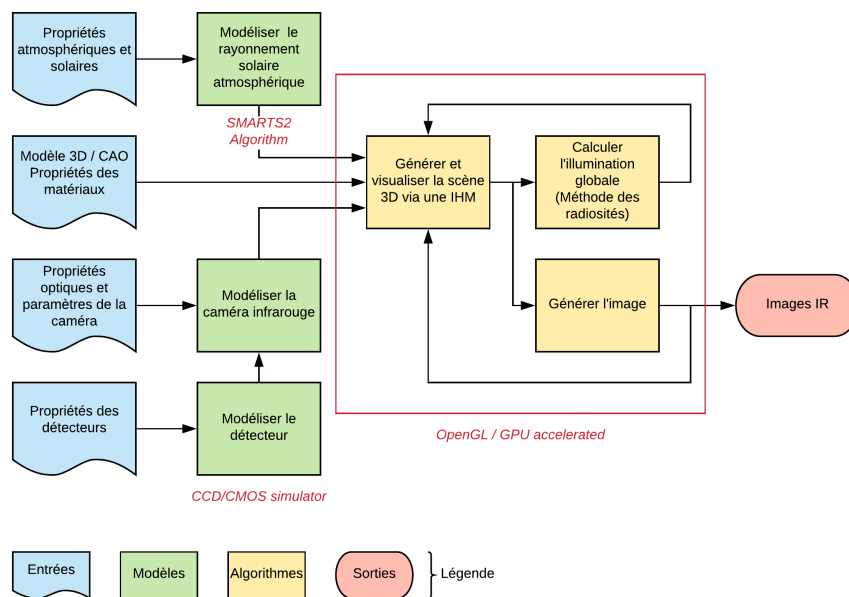 Propriétés
atmosphériques et
solaires
Modéliser le
rayonnement
solaire
atmosphérique
SMARTS2
Algorithm
Modèle 3D / CAO
Propriétés des
matériaux
Générer et
visualiser la scène
3D via une IHM
Calculer
l'illumination
globale
(Méthode des
radiosités)
Propriétés
optiques et
paramètres de la
caméra
Modéliser la
caméra infrarouge
Générer l'image
Images IR
Propriétés des
détecteurs
Modéliser le
détecteur
OpenGL / GPU accelerated
CCD/CMOS simulator
Entrées
Modèles
Algorithmes
Sorties
Légende